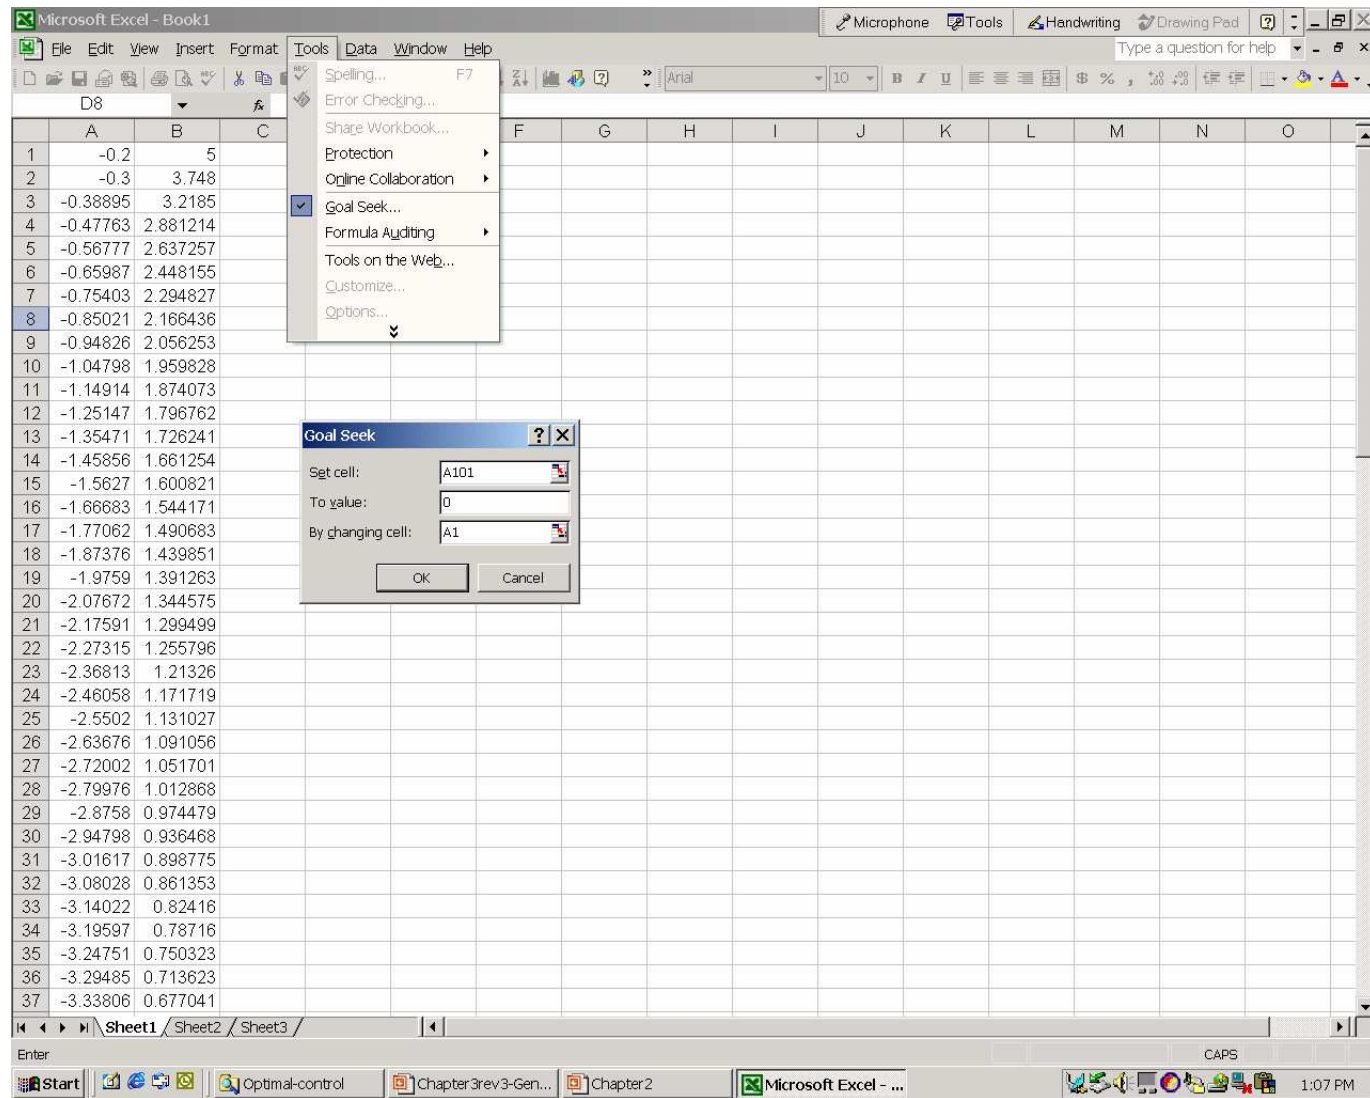 Microsoft Excel - Book1
Microphone Tools Handwriting Drawing Pad
File Edit View Insert Format Tools Data Window Help Type a question for help
Arial 10 B I U $ % ,
D8 fx
Spelling... F7
Error Checking...
Share Workbook...
Protection
Online Collaboration
Goal Seek...
Formula Auditing
Tools on the Web...
Customize...
Options...
A B C F G H I J K L M N O
1 -0.2 5
2 -0.3 3.748
3 -0.38895 3.2185
4 -0.47763 2.881214
5 -0.56777 2.637257
6 -0.65987 2.448155
7 -0.75403 2.294827
8 -0.85021 2.166436
9 -0.94826 2.056253
10 -1.04798 1.959828
11 -1.14914 1.874073
12 -1.25147 1.796762
13 -1.35471 1.726241
14 -1.45856 1.661254
15 -1.5627 1.600821
16 -1.66683 1.544171
17 -1.77062 1.490683
18 -1.87376 1.439851
19 -1.9759 1.391263
20 -2.07672 1.344575
21 -2.17591 1.299499
22 -2.27315 1.255796
23 -2.36813 1.21326
24 -2.46058 1.171719
25 -2.5502 1.131027
26 -2.63676 1.091056
27 -2.72002 1.051701
28 -2.79976 1.012868
29 -2.8758 0.974479
30 -2.94798 0.936468
31 -3.01617 0.898775
32 -3.08028 0.861353
33 -3.14022 0.82416
34 -3.19597 0.78716
35 -3.24751 0.750323
36 -3.29485 0.713623
37 -3.33806 0.677041
Goal Seek
Set cell: A101
To value: 0
By changing cell: A1
OK Cancel
Sheet1 Sheet2 Sheet3
Enter CAPS
Start Optimal-control Chapter3rev3-Gen... Chapter2 Microsoft Excel - ... 1:07 PM